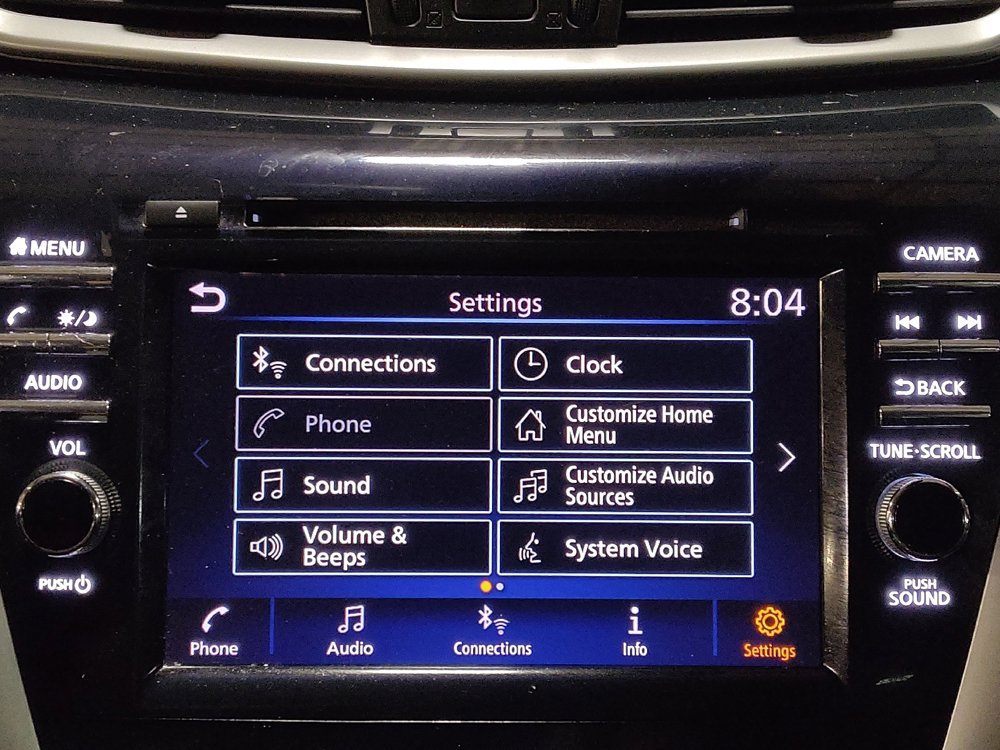 MENU
CAMERA
AUDIO
BACK
VOL
TUNE·SCROLL
PUSH
PUSH
SOUND
Settings
8:04
Connections
Clock
Phone
Customize Home
Menu
Sound
Customize Audio
Sources
Volume &
Beeps
System Voice
Phone
Audio
Connections
Info
Settings